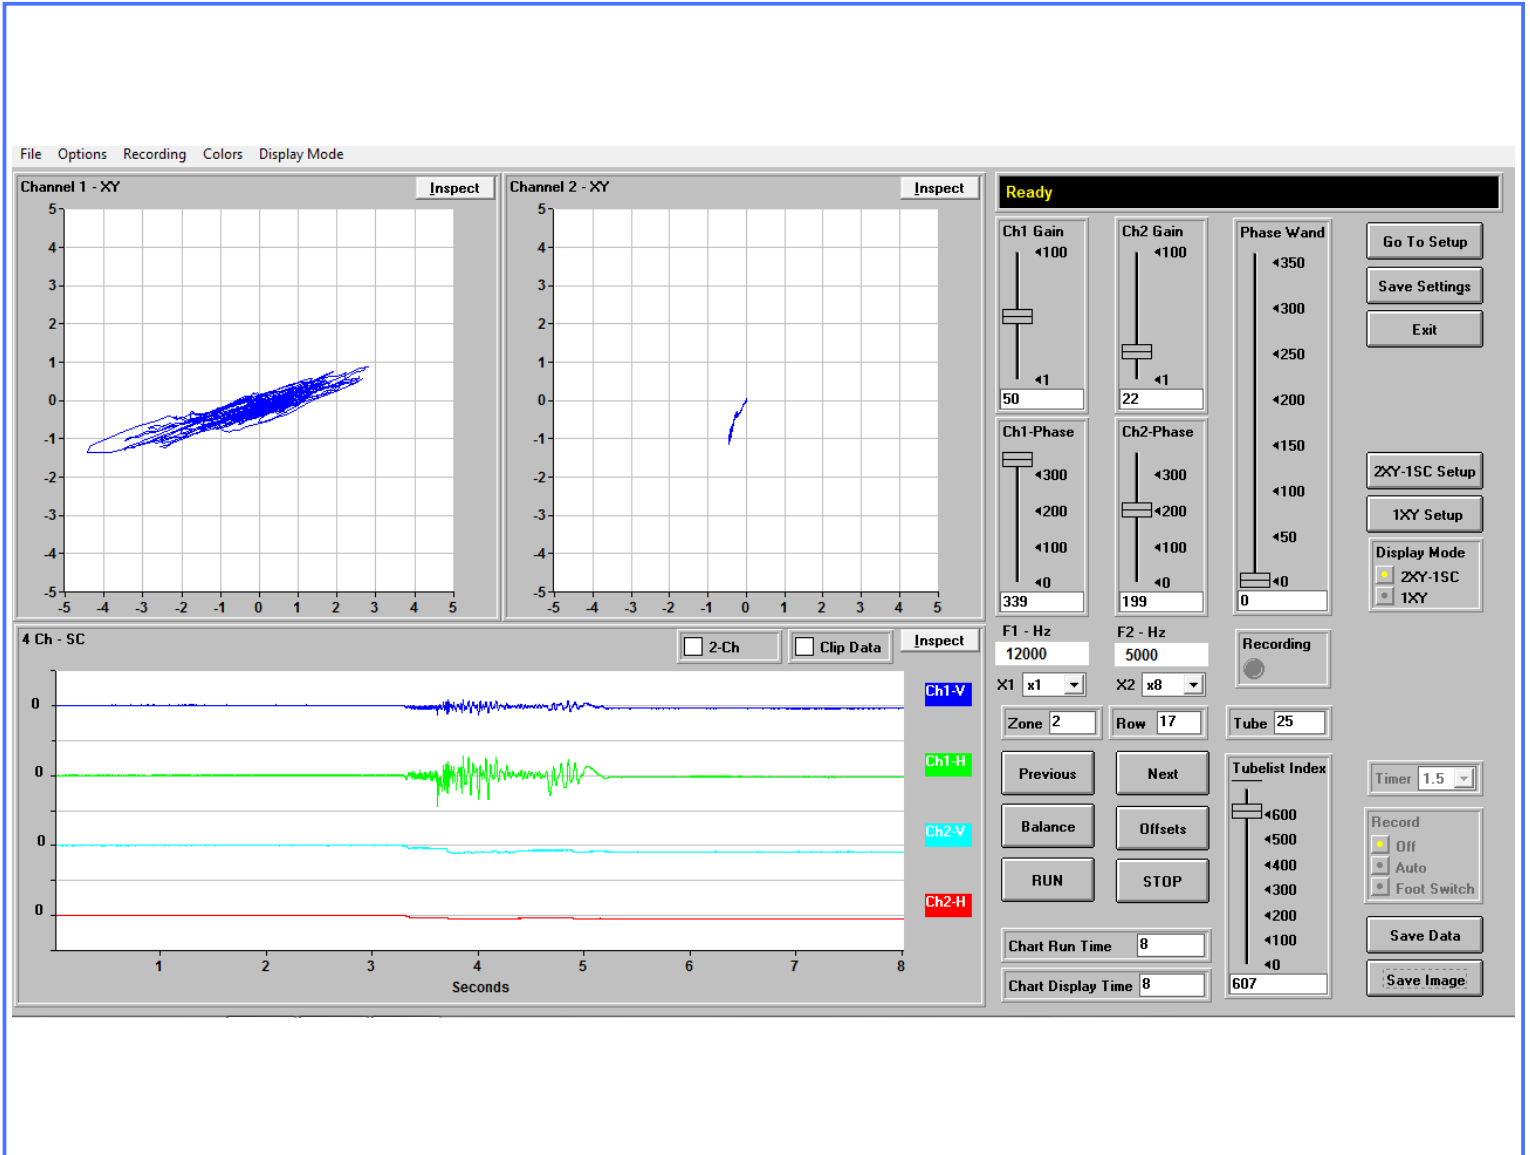 File Options Recording Colors Display Mode
Channel 1 - XY
Inspect
5
4
3
2
1
0
-1
-2
-3
-4
-5
-5 -4 -3 -2 -1 0 1 2 3 4 5
Channel 2 - XY
Inspect
5
4
3
2
1
0
-1
-2
-3
-4
-5
-5 -4 -3 -2 -1 0 1 2 3 4 5
4 Ch - SC
2-Ch
Clip Data
Inspect
0
0
0
0
Ch1-V
Ch1-H
Ch2-V
Ch2-H
1 2 3 4 5 6 7 8
Seconds
Ready
Ch1 Gain
100
1
50
Ch2 Gain
100
1
22
Phase Wand
350
300
250
200
150
100
50
0
0
Ch1-Phase
300
200
100
0
339
Ch2-Phase
300
200
100
0
199
F1 - Hz
12000
F2 - Hz
5000
X1 x1
X2 x8
Recording
Zone 2
Row 17
Tube 25
Previous
Next
Balance
Offsets
RUN
STOP
Chart Run Time 8
Chart Display Time 8
Tubelist Index
600
500
400
300
200
100
0
607
Go To Setup
Save Settings
Exit
2XY-1SC Setup
1XY Setup
Display Mode
2XY-1SC
1XY
Timer 1.5
Record
Off
Auto
Foot Switch
Save Data
Save Image